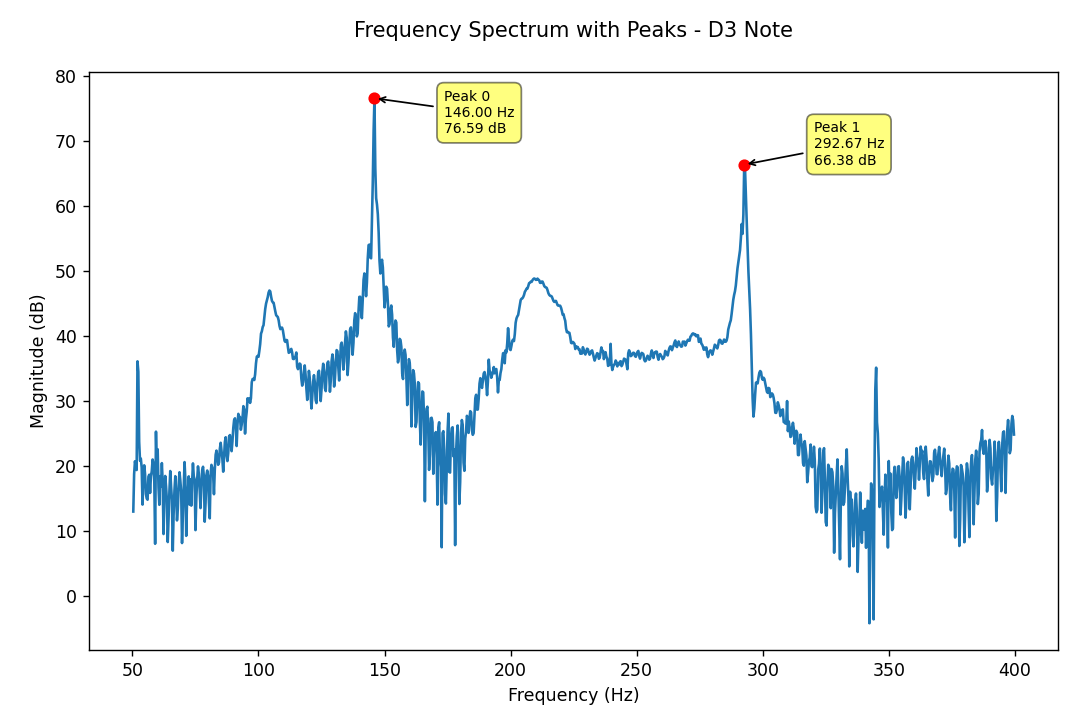 Frequency Spectrum with Peaks - D3 Note
Magnitude (dB)
80
70
60
50
40
30
20
10
0
Peak 0
146.00 Hz
76.59 dB
Peak 1
292.67 Hz
66.38 dB
50 100 150 200 250 300 350 400
Frequency (Hz)